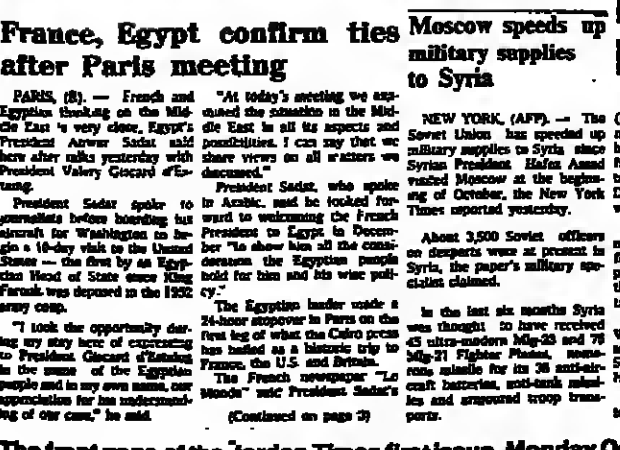 France, Egypt confirm ties
after Paris meeting
PARIS, (R). — French and
Egyptian thinking on the Mid-
dle East is very close, Egypt's
President Anwar Sadat said
here after talks yesterday with
President Valery Giscard d'Es-
taing.
President Sadat spoke to
journalists before boarding his
aircraft for Washington to be-
gin a 10-day visit to the United
States — the first by an Egyp-
tian Head of State since King
Farouk was deposed in the 1952
army coup.
"I took the opportunity dur-
ing my stay here of expressing
to President Giscard d'Estaing
in the name of the Egyptian
people and in my own name, our
appreciation for his understand-
ing of our case," he said.
"At today's meeting we exa-
mined the situation in the Mid-
dle East in all its aspects and
possibilities. I can say that we
share views on all matters we
discussed."
President Sadat, who spoke
in Arabic, said he looked for-
ward to welcoming the French
President to Egypt in Decem-
ber "to show him all the consi-
deration the Egyptian people
hold for him and his wise poli-
cy."
The Egyptian leader made a
24-hour stopover in Paris on the
first leg of what the Cairo press
has hailed as a historic trip to
France, the U.S. and Britain.
The French newspaper "Le
Monde" said President Sadat's
(Continued on page 3)
Moscow speeds up
military supplies
to Syria
NEW YORK, (AFP). — The
Soviet Union has speeded up
military supplies to Syria since
Syrian President Hafez Assad
visited Moscow at the beginn-
ing of October, the New York
Times reported yesterday.
About 3,500 Soviet officers
on dexperts were at present in
Syria, the paper's military spe-
cialist claimed.
In the last six months Syria
was thought to have received
45 ultra-modern Mig-23 and 75
Mig-21 Fighter Planes, nume-
rous missile for its 36 anti-air-
craft batteries, anti-tank missi-
les and armoured troop trans-
ports.
The front page of the Jordan Times first issue, Monday